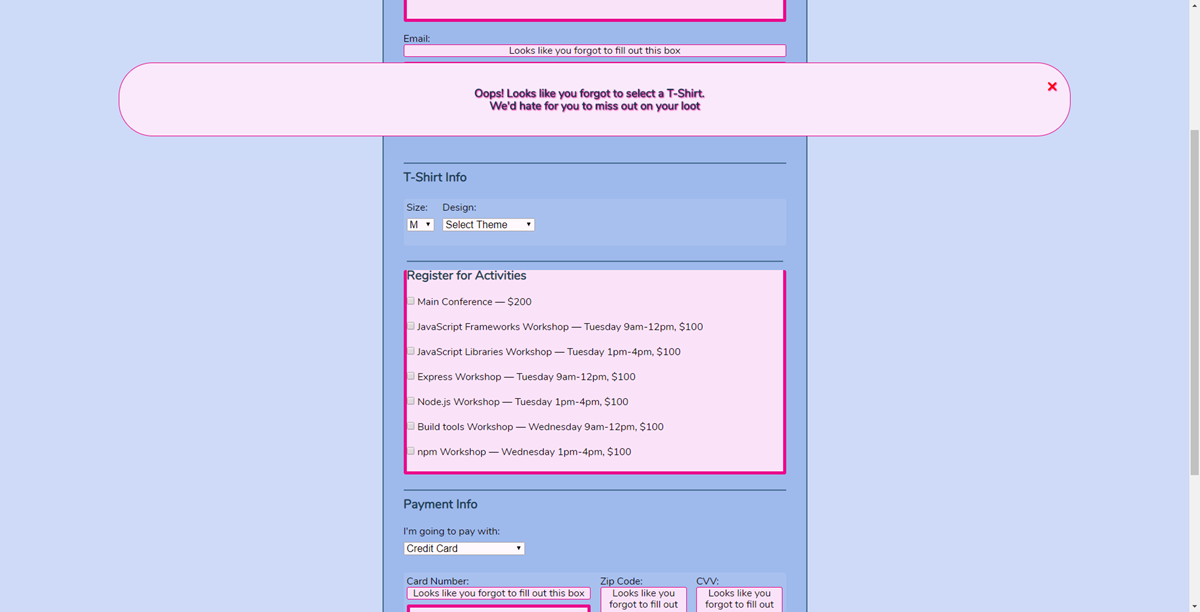 Email:
Looks like you forgot to fill out this box
Oops! Looks like you forgot to select a T-Shirt.
We'd hate for you to miss out on your loot
T-Shirt Info
Size: Design:
M Select Theme
Register for Activities
Main Conference — $200
JavaScript Frameworks Workshop — Tuesday 9am-12pm, $100
JavaScript Libraries Workshop — Tuesday 1pm-4pm, $100
Express Workshop — Tuesday 9am-12pm, $100
Node.js Workshop — Tuesday 1pm-4pm, $100
Build tools Workshop — Wednesday 9am-12pm, $100
npm Workshop — Wednesday 1pm-4pm, $100
Payment Info
I'm going to pay with:
Credit Card
Card Number: Zip Code: CVV:
Looks like you forgot to fill out this box Looks like you Looks like you
forgot to fill out forgot to fill out